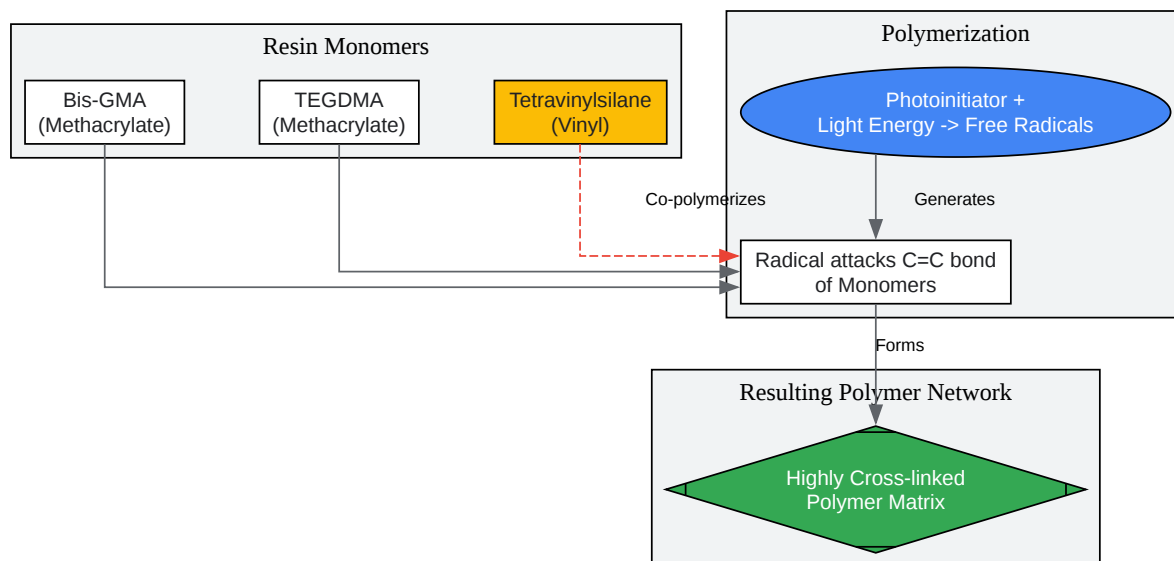 Resin Monomers
Bis-GMA
(Methacrylate)
TEGDMA
(Methacrylate)
Tetravinylsilane
(Vinyl)
Polymerization
Photoinitiator +
Light Energy -> Free Radicals
Co-polymerizes
Generates
Radical attacks C=C bond
of Monomers
Forms
Resulting Polymer Network
Highly Cross-linked
Polymer Matrix